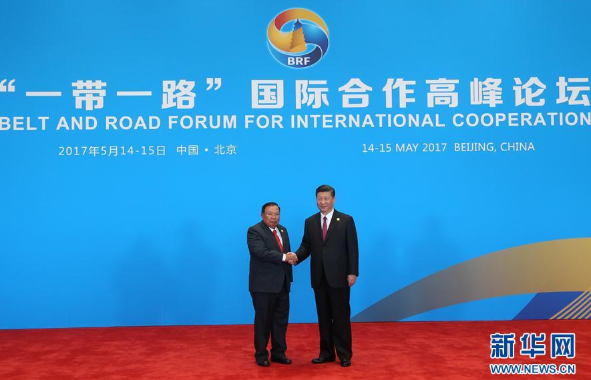 BRF
“一带一路”国际合作高峰论坛
BELT AND ROAD FORUM FOR INTERNATIONAL COOPERATION
2017年5月14-15日 中国·北京 14-15 MAY 2017 BEIJING, CHINA
新华网
WWW.NEWS.CN